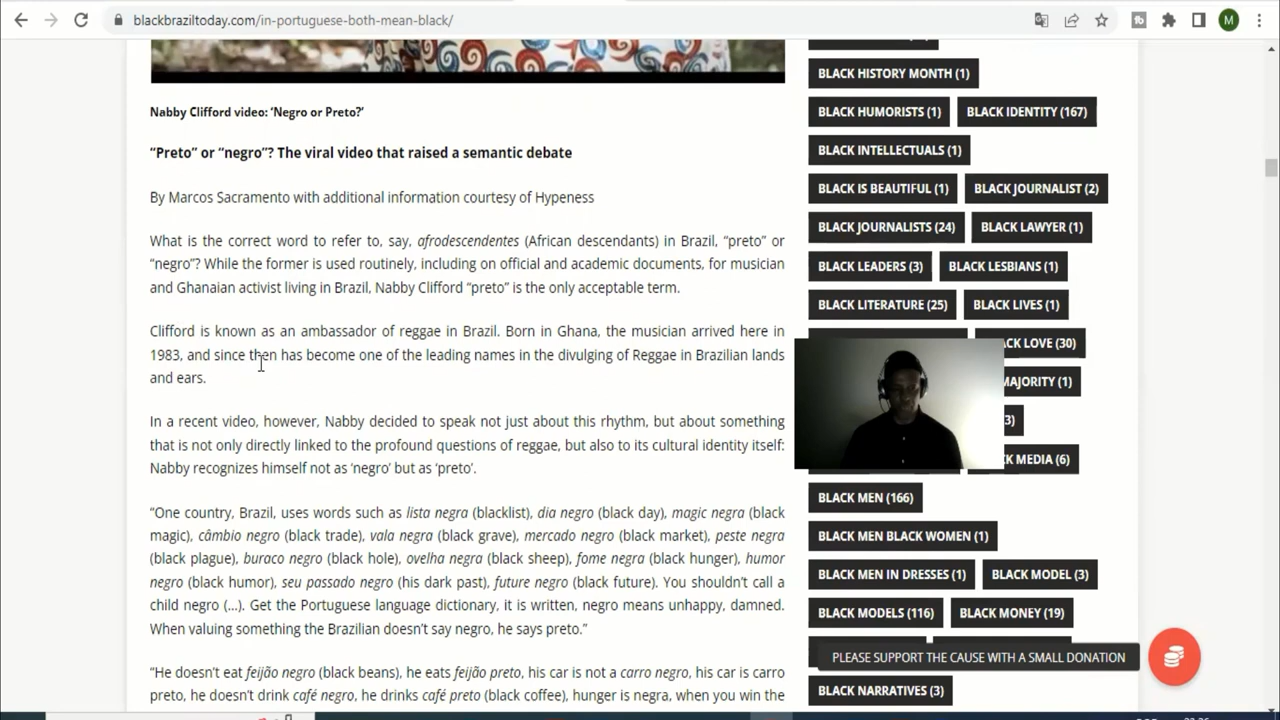 blackbraziltoday.com/in-portuguese-both-mean-black/
M
Nabby Clifford video: ‘Negro or Preto?’
“Preto” or “negro”? The viral video that raised a semantic debate
By Marcos Sacramento with additional information courtesy of Hypeness
What is the correct word to refer to, say, afrodescendentes (African descendants) in Brazil, “preto” or
“negro”? While the former is used routinely, including on official and academic documents, for musician
and Ghanaian activist living in Brazil, Nabby Clifford “preto” is the only acceptable term.
Clifford is known as an ambassador of reggae in Brazil. Born in Ghana, the musician arrived here in
1983, and since then has become one of the leading names in the divulging of Reggae in Brazilian lands
and ears.
In a recent video, however, Nabby decided to speak not just about this rhythm, but about something
that is not only directly linked to the profound questions of reggae, but also to its cultural identity itself:
Nabby recognizes himself not as ‘negro’ but as ‘preto’.
“One country, Brazil, uses words such as lista negra (blacklist), dia negro (black day), magic negra (black
magic), câmbio negro (black trade), vala negra (black grave), mercado negro (black market), peste negra
(black plague), buraco negro (black hole), ovelha negra (black sheep), fome negra (black hunger), humor
negro (black humor), seu passado negro (his dark past), future negro (black future). You shouldn’t call a
child negro (...). Get the Portuguese language dictionary, it is written, negro means unhappy, damned.
When valuing something the Brazilian doesn’t say negro, he says preto.”
“He doesn’t eat feijão negro (black beans), he eats feijão preto, his car is not a carro negro, his car is carro
preto, he doesn’t drink café negro, he drinks café preto (black coffee), hunger is negra, when you win the
BLACK HISTORY MONTH (1)
BLACK HUMORISTS (1) BLACK IDENTITY (167)
BLACK INTELLECTUALS (1)
BLACK IS BEAUTIFUL (1) BLACK JOURNALIST (2)
BLACK JOURNALISTS (24) BLACK LAWYER (1)
BLACK LEADERS (3) BLACK LESBIANS (1)
BLACK LITERATURE (25) BLACK LIVES (1)
CK LOVE (30)
MAJORITY (1)
3)
CK MEDIA (6)
BLACK MEN (166)
BLACK MEN BLACK WOMEN (1)
BLACK MEN IN DRESSES (1) BLACK MODEL (3)
BLACK MODELS (116) BLACK MONEY (19)
PLEASE SUPPORT THE CAUSE WITH A SMALL DONATION
BLACK NARRATIVES (3)